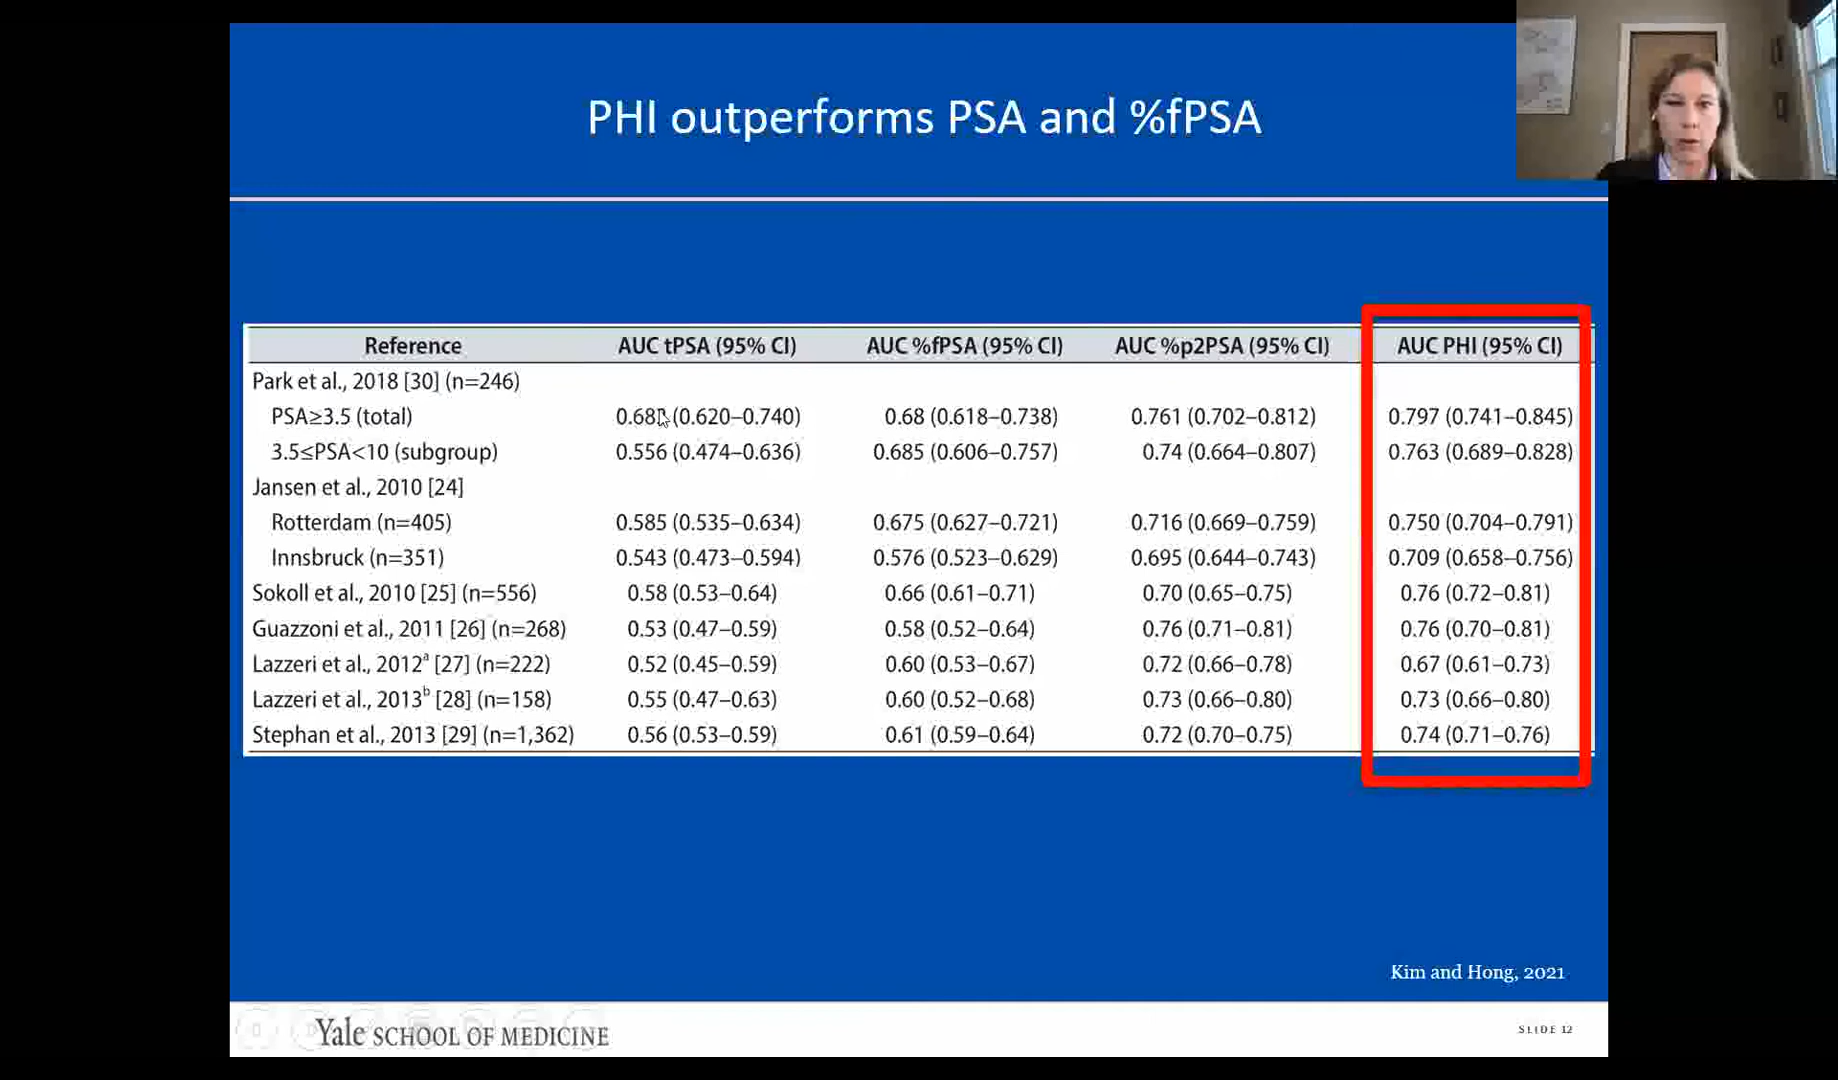 PHI outperforms PSA and %fPSA
Reference AUC tPSA (95% CI) AUC %fPSA (95% CI) AUC %p2PSA (95% CI) AUC PHI (95% CI)
Park et al., 2018 [30] (n=246)
PSA≥3.5 (total) (0.620–0.740) 0.68 (0.618–0.738) 0.761 (0.702–0.812) 0.797 (0.741–0.845)
3.5≤PSA<10 (subgroup) 0.556 (0.474–0.636) 0.685 (0.606–0.757) 0.74 (0.664–0.807) 0.763 (0.689–0.828)
Jansen et al., 2010 [24]
Rotterdam (n=405) 0.585 (0.535–0.634) 0.675 (0.627–0.721) 0.716 (0.669–0.759) 0.750 (0.704–0.791)
Innsbruck (n=351) 0.543 (0.473–0.594) 0.576 (0.523–0.629) 0.695 (0.644–0.743) 0.709 (0.658–0.756)
Sokoll et al., 2010 [25] (n=556) 0.58 (0.53–0.64) 0.66 (0.61–0.71) 0.70 (0.65–0.75) 0.76 (0.72–0.81)
Guazzoni et al., 2011 [26] (n=268) 0.53 (0.47–0.59) 0.58 (0.52–0.64) 0.76 (0.71–0.81) 0.76 (0.70–0.81)
Lazzeri et al., 2012a [27] (n=222) 0.52 (0.45–0.59) 0.60 (0.53–0.67) 0.72 (0.66–0.78) 0.67 (0.61–0.73)
Lazzeri et al., 2013b [28] (n=158) 0.55 (0.47–0.63) 0.60 (0.52–0.68) 0.73 (0.66–0.80) 0.73 (0.66–0.80)
Stephan et al., 2013 [29] (n=1,362) 0.56 (0.53–0.59) 0.61 (0.59–0.64) 0.72 (0.70–0.75) 0.74 (0.71–0.76)
Kim and Hong, 2021
Yale SCHOOL OF MEDICINE
SLIDE 12